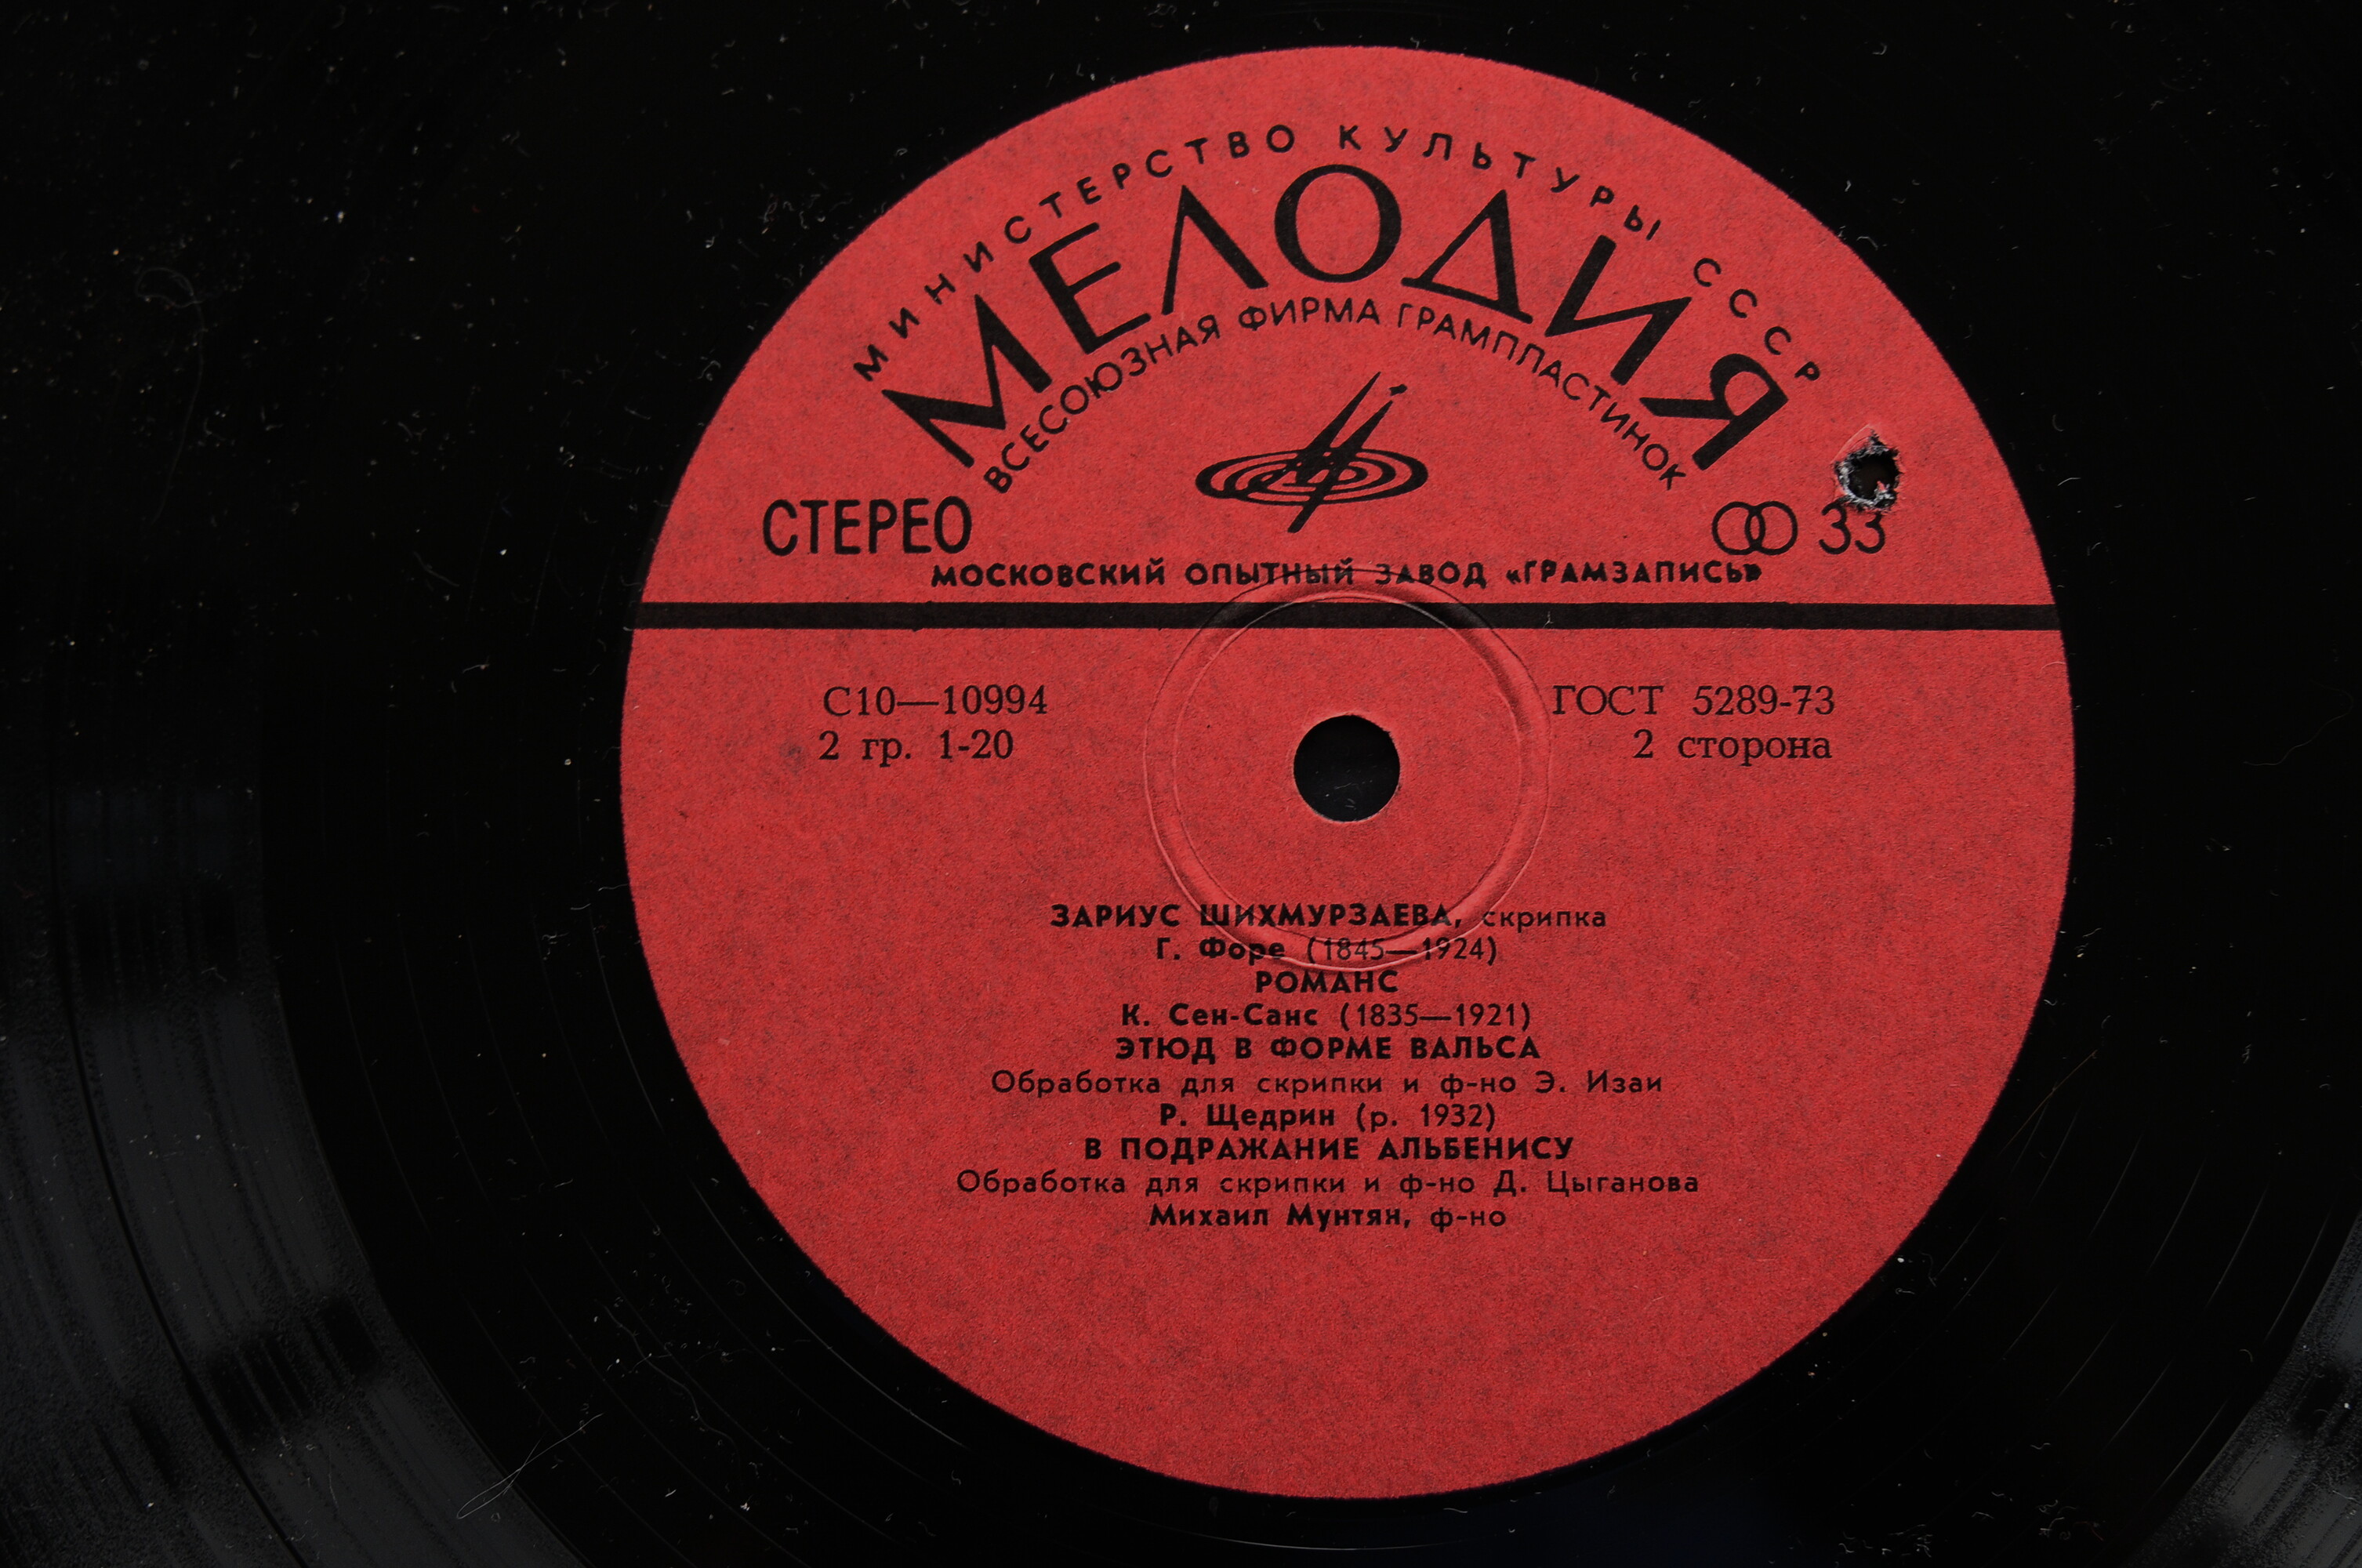 МИНИСТЕРСТВО КУЛЬТУРЫ СССР
МЕЛОДИЯ
ВСЕСОЮЗНАЯ ФИРМА ГРАМПЛАСТИНОК
СТЕРЕО 33
МОСКОВСКИЙ ОПЫТНЫЙ ЗАВОД «ГРАМЗАПИСЬ»
С10—10994 ГОСТ 5289-73
2 гр. 1-20 2 сторона
ЗАРИУС ШИХМУРЗАЕВА, скрипка
Г. Форе (1845—1924)
РОМАНС
К. Сен-Санс (1835—1921)
ЭТЮД В ФОРМЕ ВАЛЬСА
Обработка для скрипки и ф-но Э. Изаи
Р. Щедрин (р. 1932)
В ПОДРАЖАНИЕ АЛЬБЕНИСУ
Обработка для скрипки и ф-но Д. Цыганова
Михаил Мунтян, ф-но